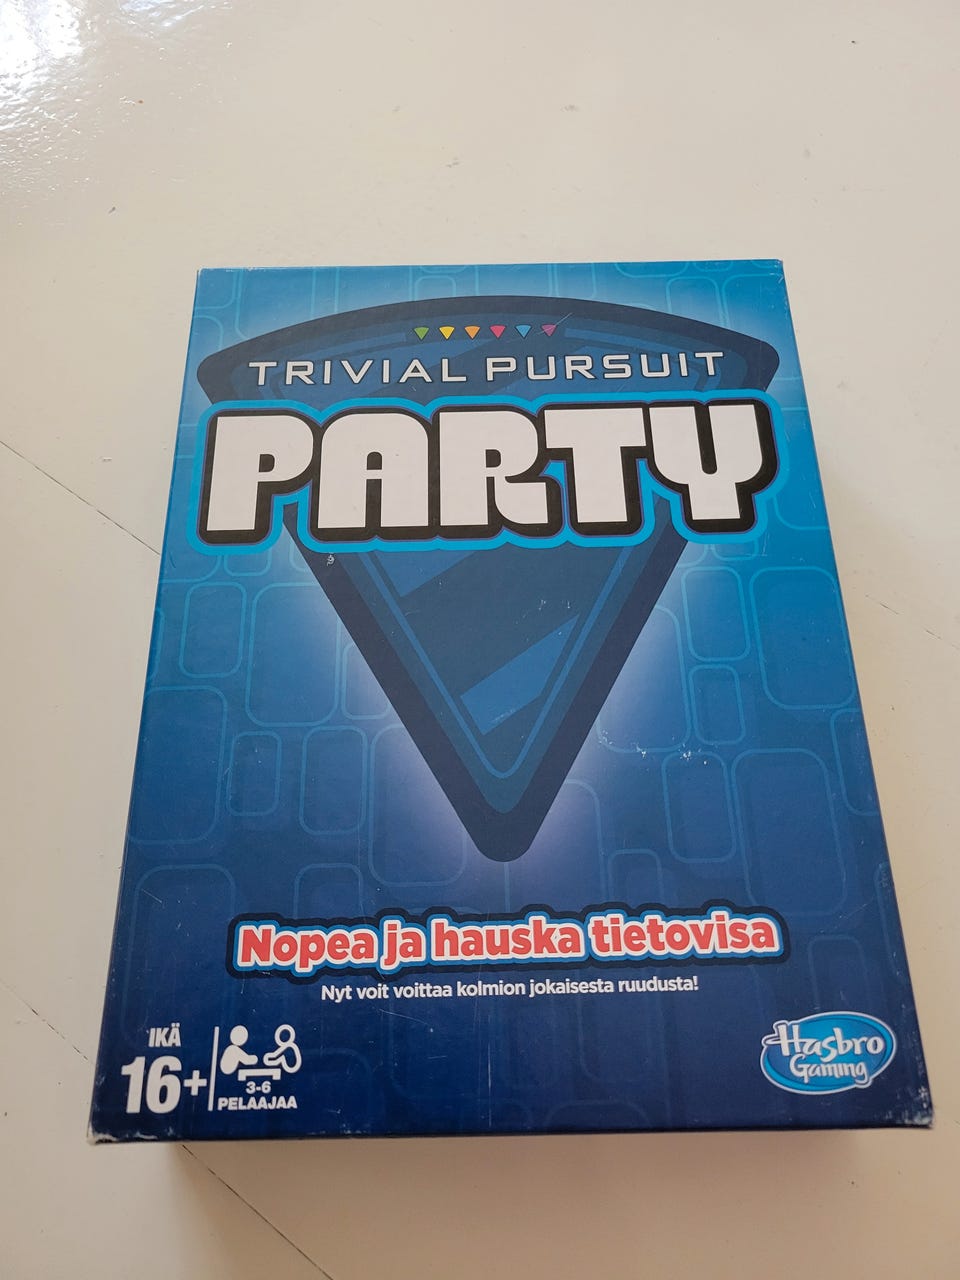 TRIVIAL PURSUIT
PARTY
Nopea ja hauska tietovisa
Nyt voit voittaa kolmion jokaisesta ruudusta!
IKÄ
16+
3-6
PELAAJAA
Hasbro
Gaming